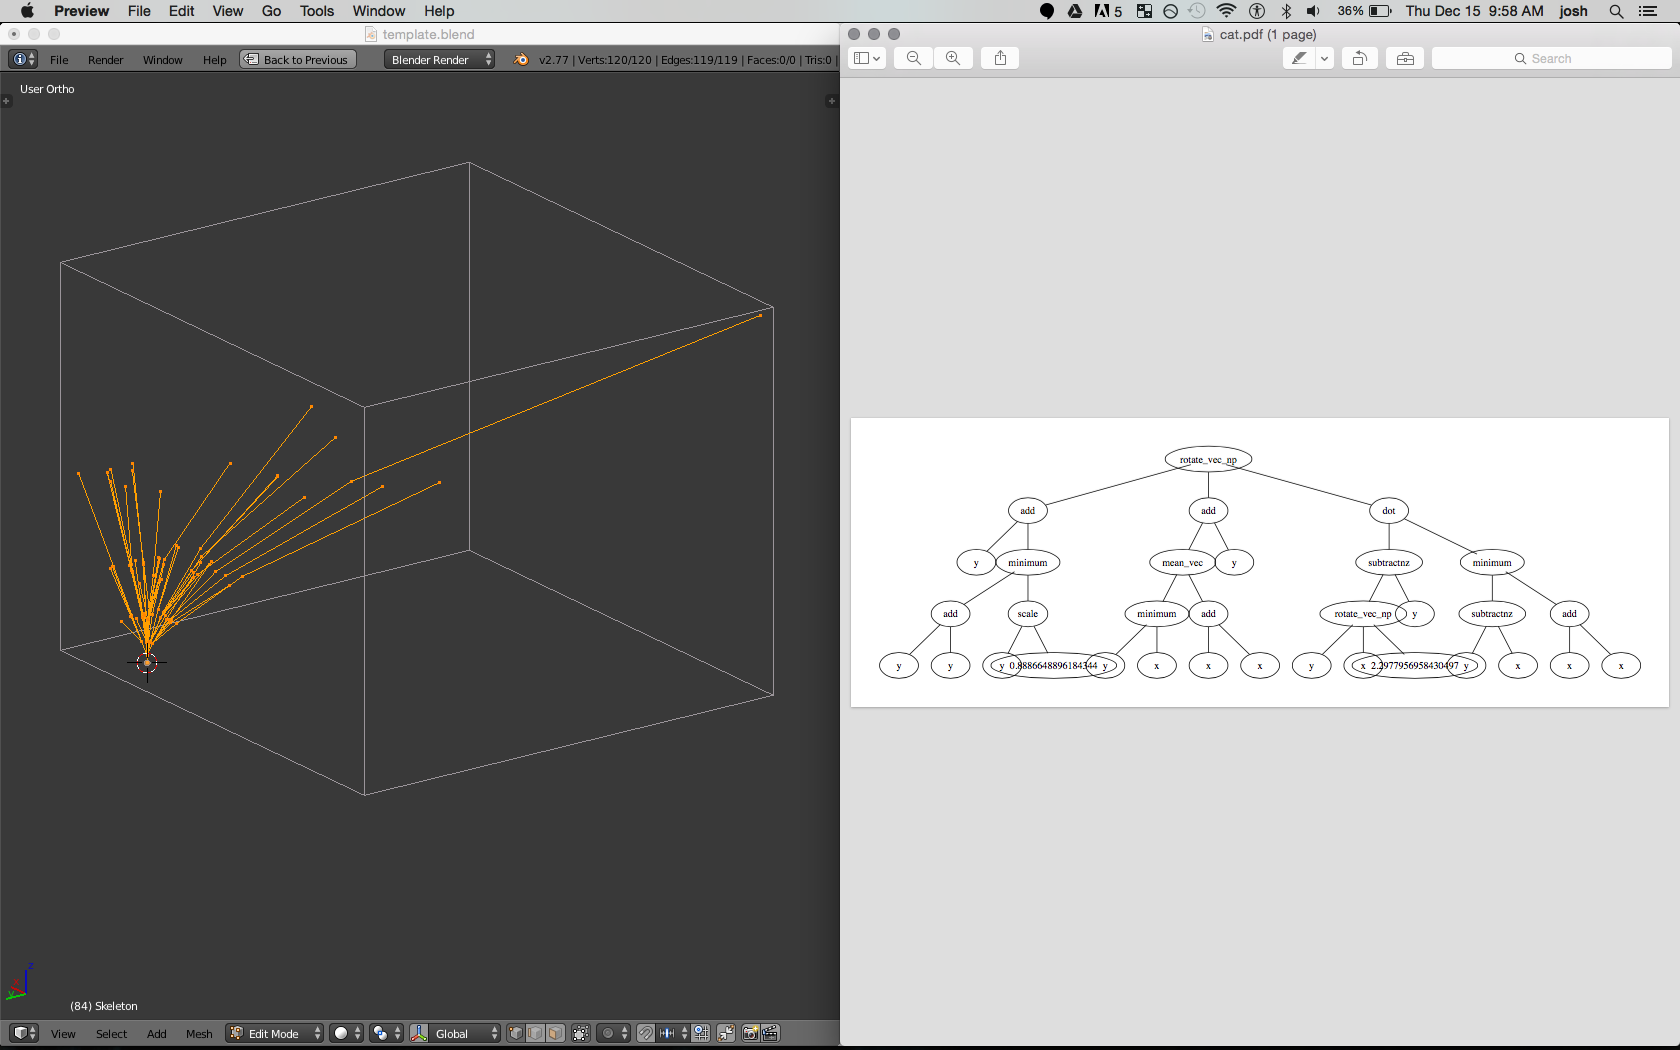 Preview File Edit View Go Tools Window Help
5 36% Thu Dec 15 9:58 AM josh
template.blend
File Render Window Help Back to Previous Blender Render v2.77 | Verts:120/120 | Edges:119/119 | Faces:0/0 | Tris:0 |
User Ortho
z
y
(84) Skeleton
View Select Add Mesh Edit Mode Global
cat.pdf (1 page)
Search
rotate_vec_np
add add dot
y minimum mean_vec y subtractnz minimum
add scale minimum add rotate_vec_np y subtractnz add
y y y 0.8886648896184344 y x x x y x 2.2977956958430497 y x x x